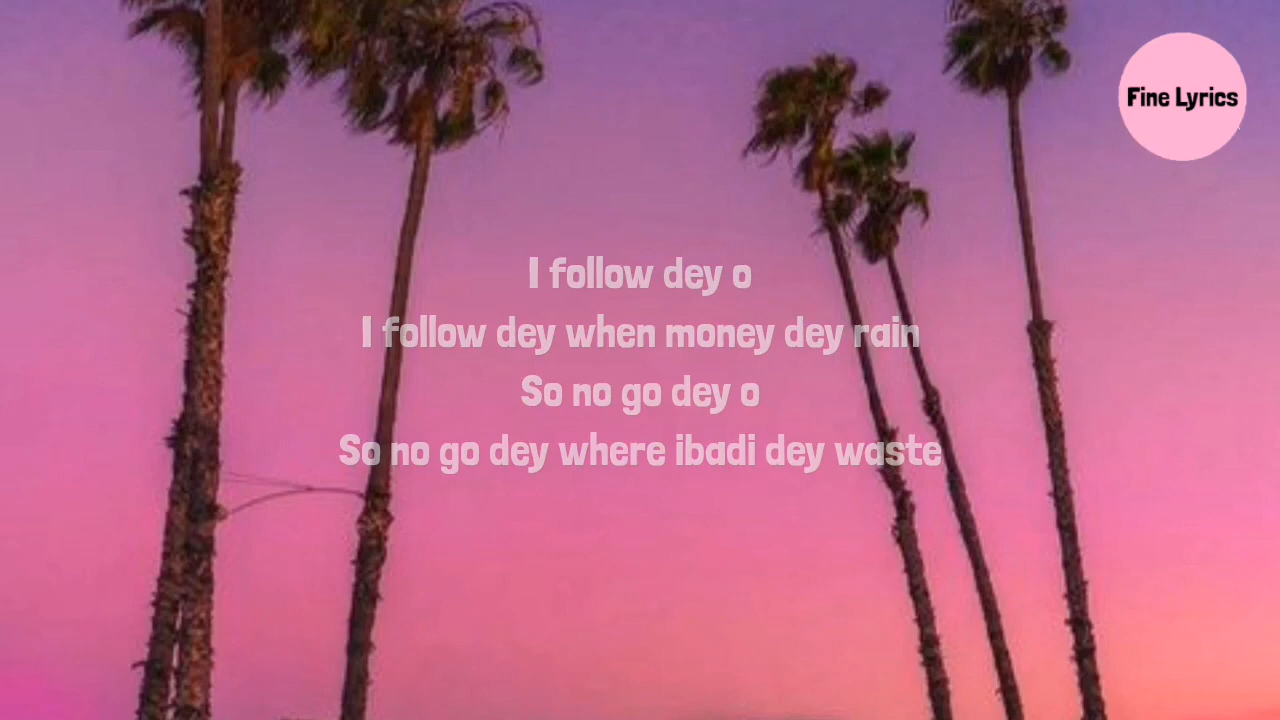 Fine Lyrics
I follow dey o
I follow dey when money dey rain
So no go dey o
So no go dey where ibadi dey waste